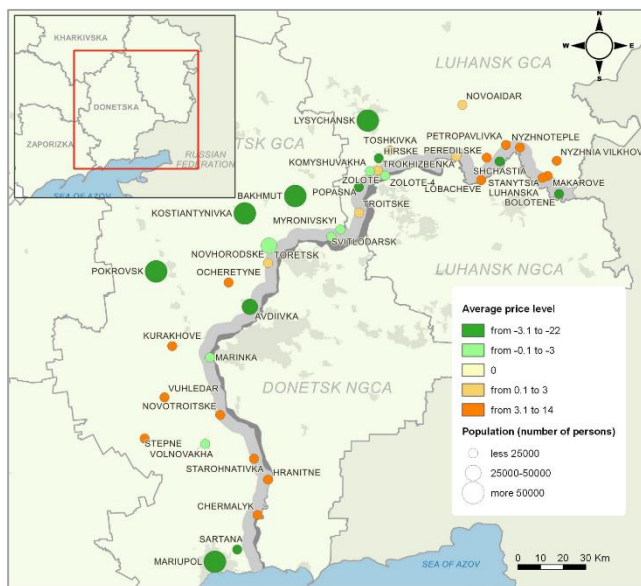 KHARKIVSKA
DONETSKA
ZAPORIZKA
RUSSIAN
FEDERATION
SEA OF AZOV
N
W
E
S
LUHANSK GCA
NOVOAIDAR
LYSYCHANSK
TOSHKIVKA
HIRSKE
PETROPAVLIVKA
NYZHNOTEPLE
PEREDILSKE
NYZHNIA VILKHOV
KOMYSHUVAKHA
TROKHIZBENKA
ZOLOTE
ZOLOTE-4
SHCHASTIA
LOBACHEVE
STANYTSIA
LUHANSKA
MAKAROVE
BOLOTENE
TSK GCA
BAKHMUT
POPASNA
KOSTIANTYNIVKA
MYRONIVSKYI
TROITSKE
SVITLODARSK
NOVHORODSKE
TORETSK
LUHANSK NGCA
POKROVSK
OCHERETYNE
AVDIIVKA
KURAKHOVE
MARINKA
DONETSK NGCA
VUHLEDAR
NOVOTROITSKE
STEPNE
VOLNOVAKHA
STAROHNATIVKA
HRANITNE
CHERMALYK
SARTANA
MARIUPOL
Average price level
from -3.1 to -22
from -0.1 to -3
0
from 0.1 to 3
from 3.1 to 14
Population (number of persons)
less 25000
25000-50000
more 50000
0 10 20 30 Km
SEA OF AZOV